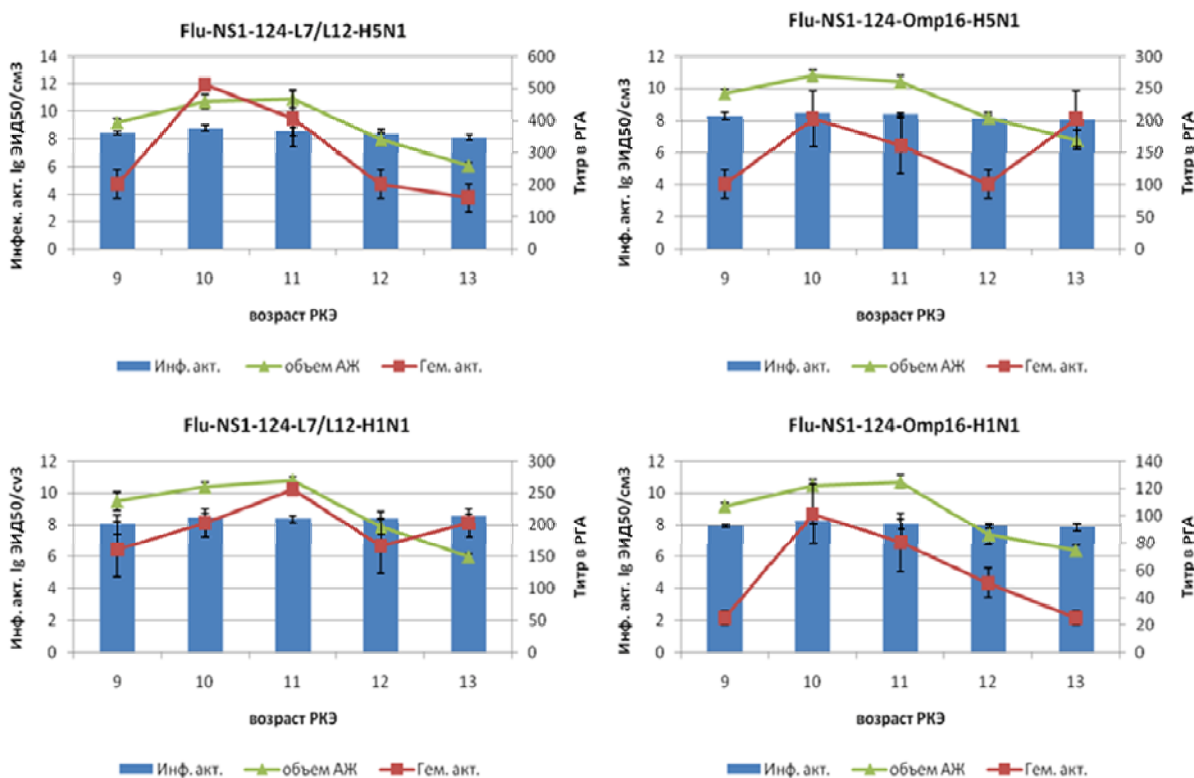 Flu-NS1-124-L7/L12-H5N1
Инфек. акт. lg ЭИД50/см3
14
12
10
8
6
4
2
0
600
500
400
300
200
100
0
Титр в РГА
9 10 11 12 13
возраст РКЭ
Инф. акт. объем АЖ Гем. акт.
Flu-NS1-124-Omp16-H5N1
Инф. акт. lg ЭИД50/см3
12
10
8
6
4
2
0
300
250
200
150
100
50
0
Титр в РГА
9 10 11 12 13
возраст РКЭ
Инф. акт. объем АЖ Гем. акт.
Flu-NS1-124-L7/L12-H1N1
Инф. акт. lg ЭИД50/cv3
12
10
8
6
4
2
0
300
250
200
150
100
50
0
Титр в РГА
9 10 11 12 13
возраст РКЭ
Инф. акт. объем АЖ Гем. акт.
Flu-NS1-124-Omp16-H1N1
Инф. акт. lg ЭИД50/см3
12
10
8
6
4
2
0
140
120
100
80
60
40
20
0
Титр в РГА
9 10 11 12 13
возраст РКЭ
Инф. акт. объем АЖ Гем. акт.